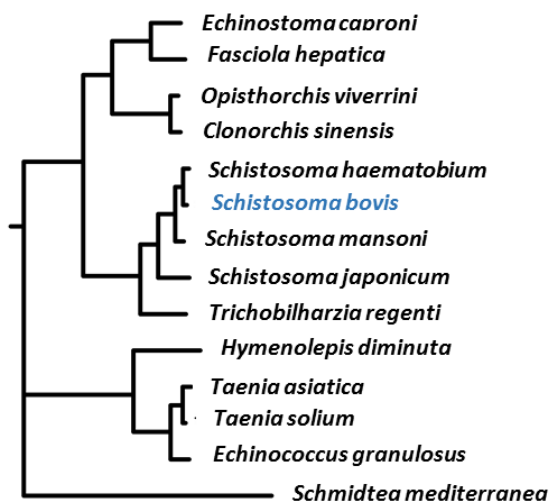 Echinostoma caproni
Fasciola hepatica
Opisthorchis viverrini
Clonorchis sinensis
Schistosoma haematobium
Schistosoma bovis
Schistosoma mansoni
Schistosoma japonicum
Trichobilharzia regenti
Hymenolepis diminuta
Taenia asiatica
Taenia solium
Echinococcus granulosus
Schmidtea mediterranea